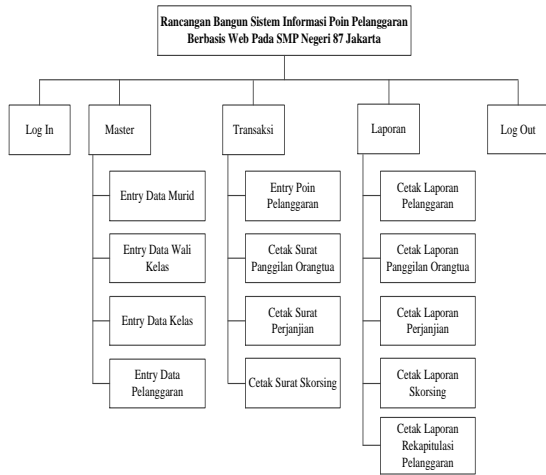 Rancangan Bangun Sistem Informasi Poin Pelanggaran
Berbasis Web Pada SMP Negeri 87 Jakarta
Log In
Master
Transaksi
Laporan
Log Out
Entry Data Murid
Entry Data Wali
Kelas
Entry Data Kelas
Entry Data
Pelanggaran
Entry Poin
Pelanggaran
Cetak Surat
Panggilan Orangtua
Cetak Surat
Perjanjian
Cetak Surat Skorsing
Cetak Laporan
Pelanggaran
Cetak Laporan
Panggilan Orangtua
Cetak Laporan
Perjanjian
Cetak Laporan
Skorsing
Cetak Laporan
Rekapitulasi
Pelanggaran